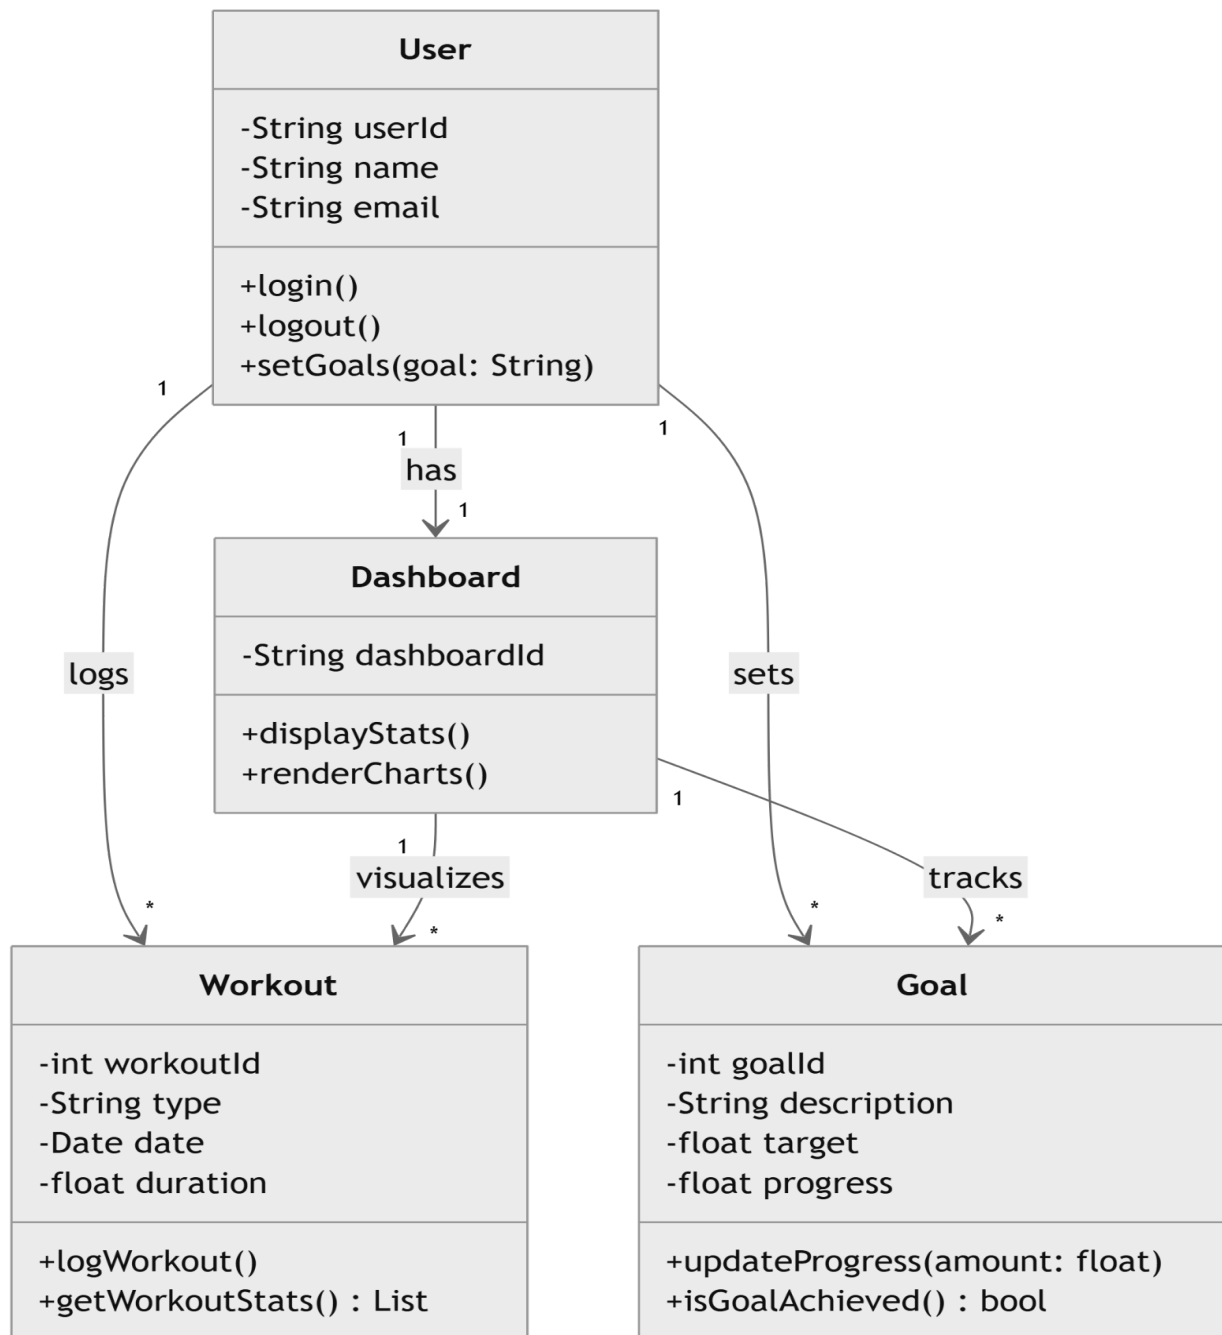 User
-String userId
-String name
-String email
+login()
+logout()
+setGoals(goal: String)
1
1
1
has
1
Dashboard
-String dashboardId
+displayStats()
+renderCharts()
logs
sets
1
1
visualizes
tracks
*
*
*
*
Workout
-int workoutId
-String type
-Date date
-float duration
+logWorkout()
+getWorkoutStats() : List
Goal
-int goalId
-String description
-float target
-float progress
+updateProgress(amount: float)
+isGoalAchieved() : bool